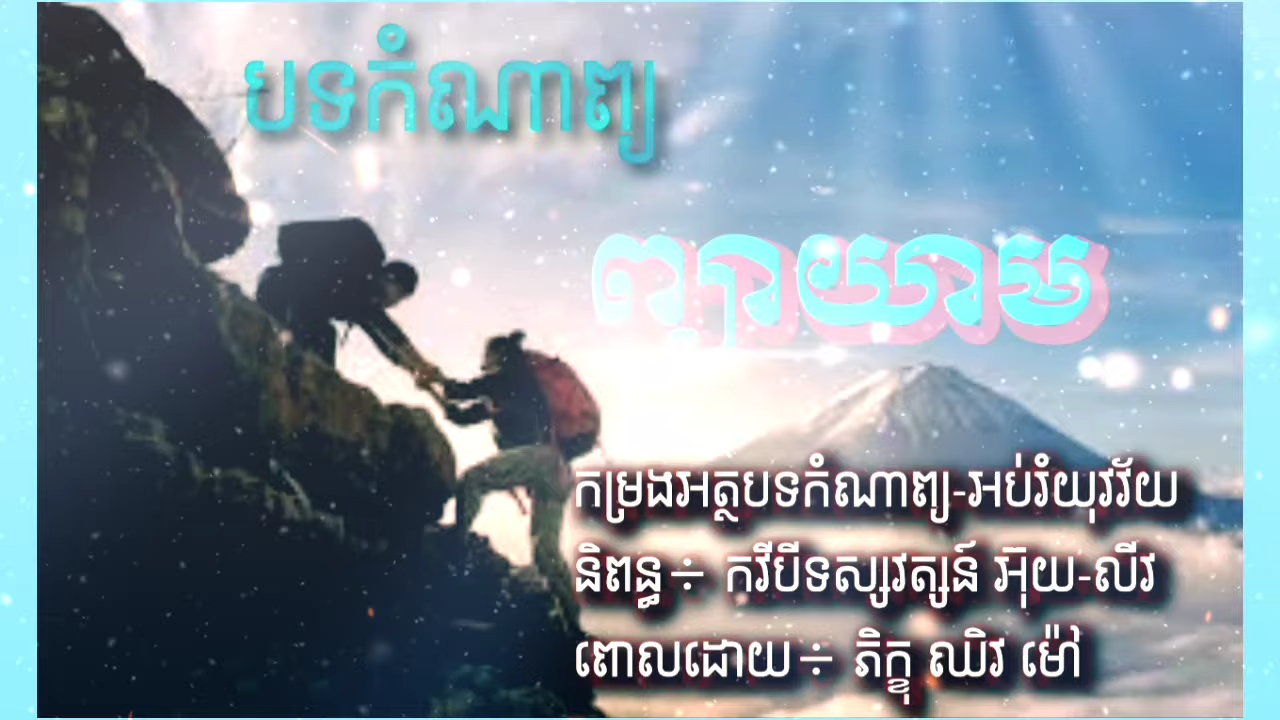 បទកំណាព្យ
ព្យាយាម
កម្រងអត្ថបទកំណាព្យ-អប់រំយុវវ័យ
និពន្ធ÷ កវីបីទស្សវត្សន៍ អ៊ុយ-លីវ
ពោលដោយ÷ ភិក្ខុ ឈិវ ម៉ៅ